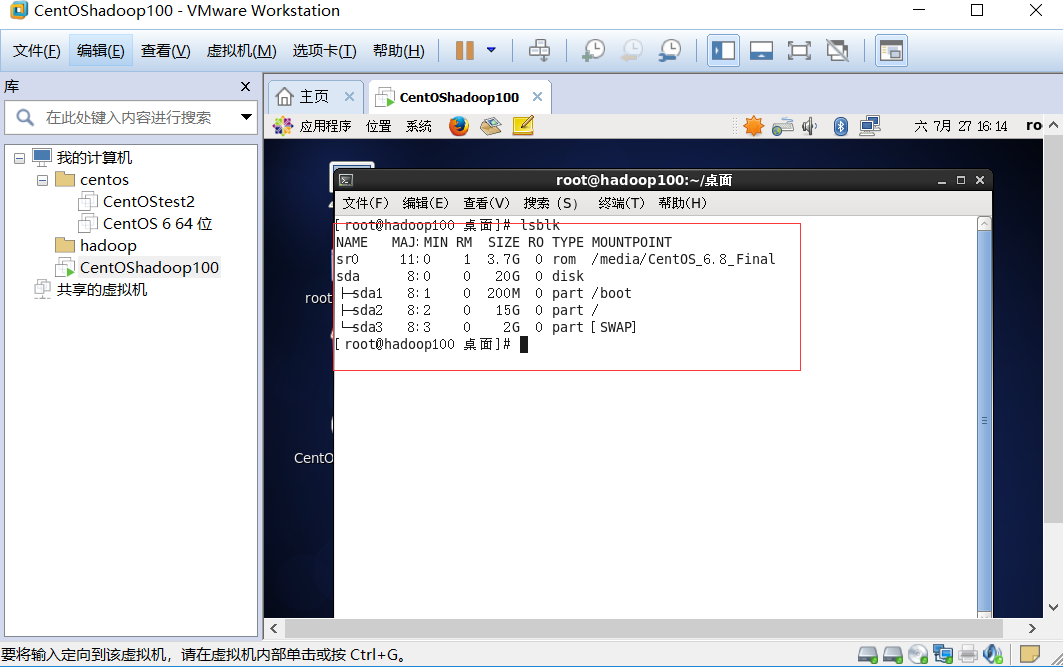 CentOShadoop100 - VMware Workstation
文件(F) 编辑(E) 查看(V) 虚拟机(M) 选项卡(T) 帮助(H)
库
在此处键入内容进行搜索
我的计算机
centos
CentOStest2
CentOS 6 64 位
hadoop
CentOShadoop100
共享的虚拟机
主页 CentOShadoop100
应用程序 位置 系统 六 7月 27 16:14 ro
root
CentO
root@hadoop100:~/桌面
文件(F) 编辑(E) 查看(V) 搜索 (S) 终端(T) 帮助(H)
[root@hadoop100 桌面]# lsblk
NAME MAJ:MIN RM SIZE RO TYPE MOUNTPOINT
sr0 11:0 1 3.7G 0 rom /media/CentOS_6.8_Final
sda 8:0 0 20G 0 disk
├─sda1 8:1 0 200M 0 part /boot
├─sda2 8:2 0 15G 0 part /
└─sda3 8:3 0 2G 0 part [SWAP]
[root@hadoop100 桌面]#
要将输入定向到该虚拟机，请在虚拟机内部单击或按 Ctrl+G。